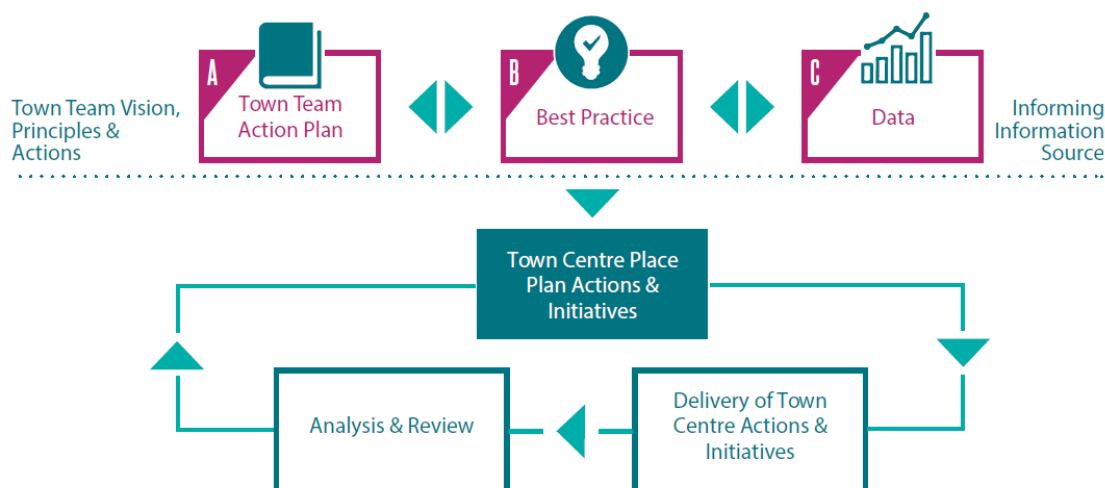 Town Team Vision,
Principles &
Actions
A
Town Team
Action Plan
B
Best Practice
C
Data
Informing
Information
Source
Town Centre Place
Plan Actions &
Initiatives
Analysis & Review
Delivery of Town
Centre Actions &
Initiatives